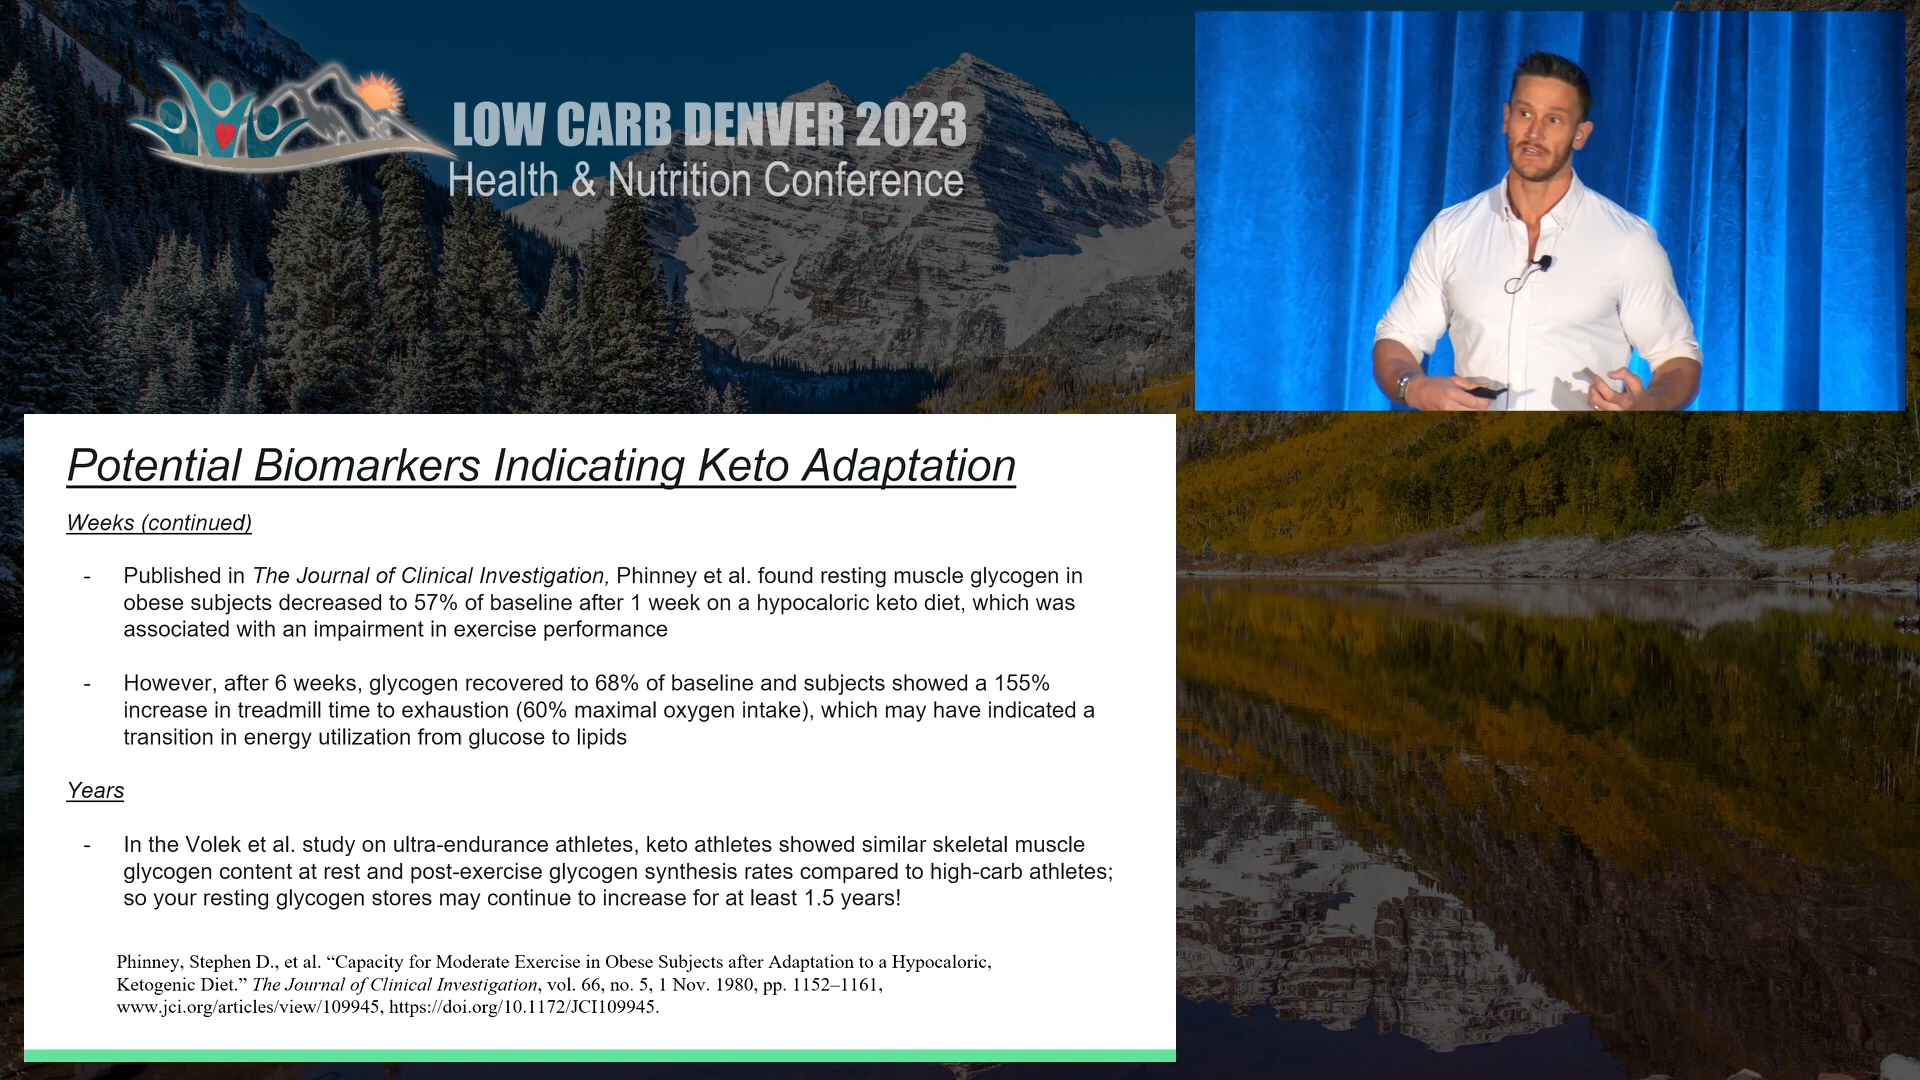 LOW CARB DENVER 2023
Health & Nutrition Conference
Potential Biomarkers Indicating Keto Adaptation
Weeks (continued)
- Published in The Journal of Clinical Investigation, Phinney et al. found resting muscle glycogen in
obese subjects decreased to 57% of baseline after 1 week on a hypocaloric keto diet, which was
associated with an impairment in exercise performance
- However, after 6 weeks, glycogen recovered to 68% of baseline and subjects showed a 155%
increase in treadmill time to exhaustion (60% maximal oxygen intake), which may have indicated a
transition in energy utilization from glucose to lipids
Years
- In the Volek et al. study on ultra-endurance athletes, keto athletes showed similar skeletal muscle
glycogen content at rest and post-exercise glycogen synthesis rates compared to high-carb athletes;
so your resting glycogen stores may continue to increase for at least 1.5 years!
Phinney, Stephen D., et al. “Capacity for Moderate Exercise in Obese Subjects after Adaptation to a Hypocaloric,
Ketogenic Diet.” The Journal of Clinical Investigation, vol. 66, no. 5, 1 Nov. 1980, pp. 1152–1161,
www.jci.org/articles/view/109945, https://doi.org/10.1172/JCI109945.